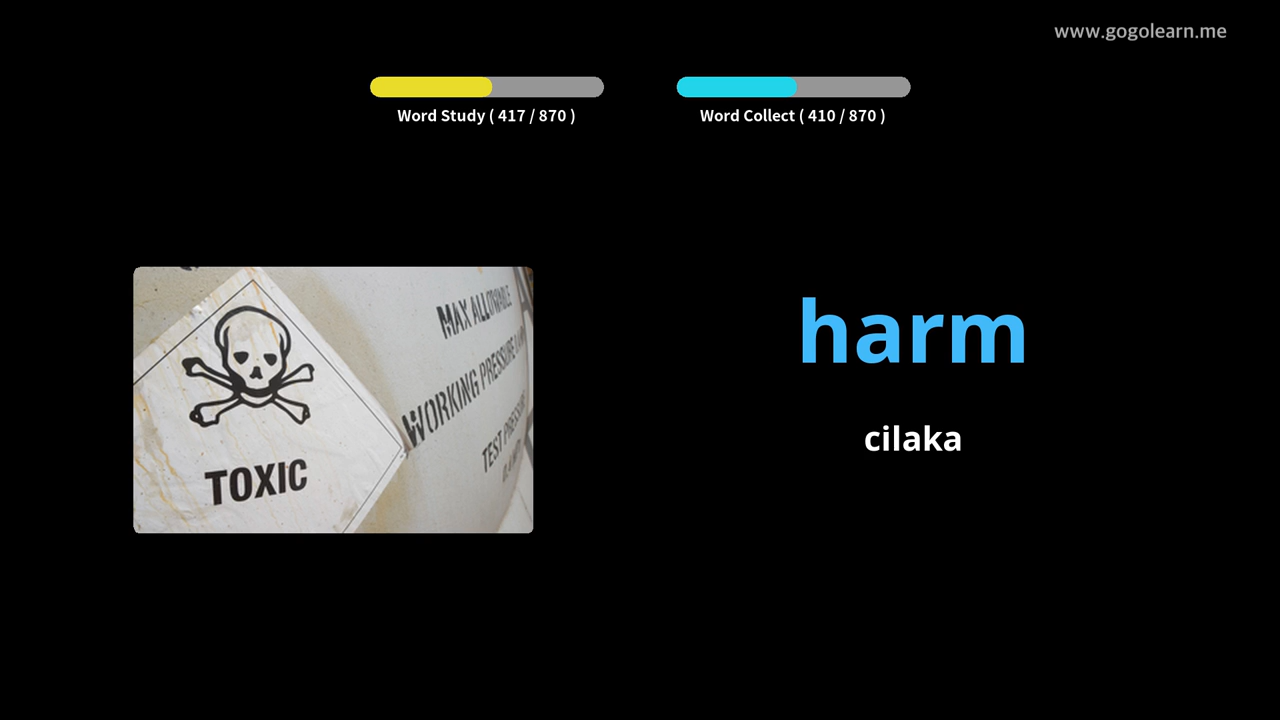 www.gogolearn.me
Word Study ( 417 / 870 )
Word Collect ( 410 / 870 )
MAX ALLOWABLE
WORKING PRESSURE
TEST PRESSURE
TOXIC
harm
cilaka